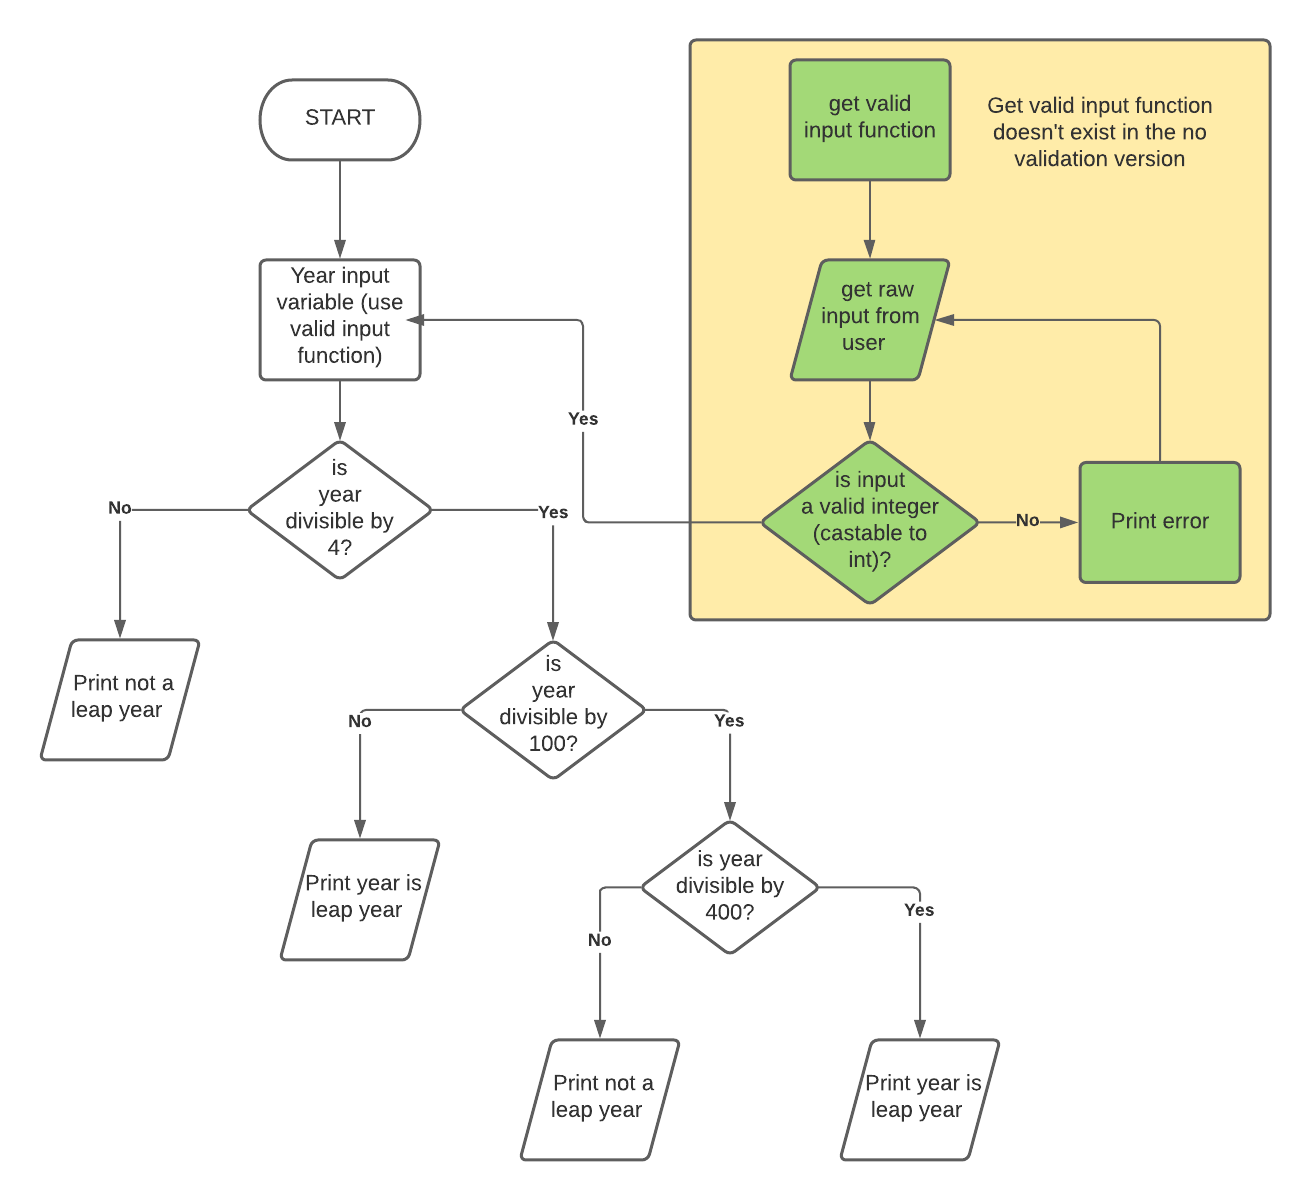 START
get valid
input function
Get valid input function
doesn't exist in the no
validation version
Year input
variable (use
valid input
function)
get raw
input from
user
Yes
is
year
divisible by
4?
No
Yes
is input
a valid integer
(castable to
int)?
No
Print error
Print not a
leap year
is
year
divisible by
100?
No
Yes
Print year is
leap year
is year
divisible by
400?
No
Yes
Print not a
leap year
Print year is
leap year